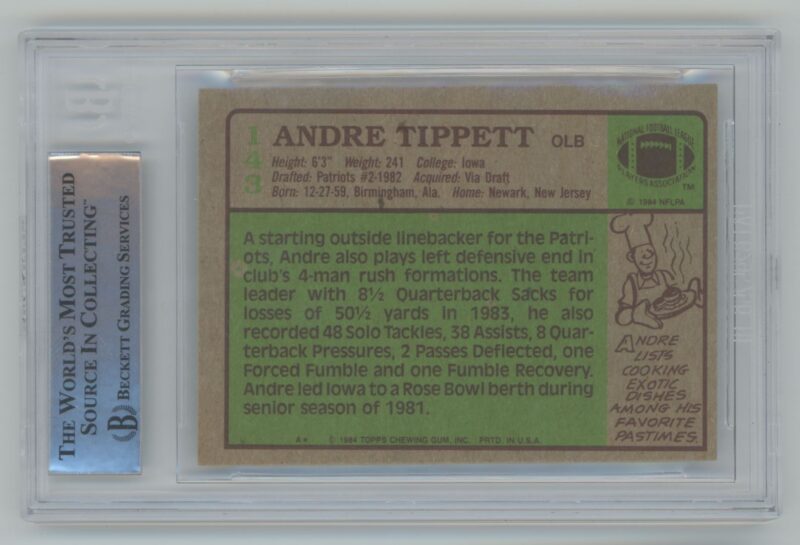 THE WORLD'S MOST TRUSTED
SOURCE IN COLLECTING™
BECKETT GRADING SERVICES
B
143
ANDRE TIPPETT OLB
Height: 6'3" Weight: 241 College: Iowa
Drafted: Patriots #2-1982 Acquired: Via Draft
Born: 12-27-59, Birmingham, Ala. Home: Newark, New Jersey
NATIONAL FOOTBALL LEAGUE
PLAYERS ASSOCIATION
TM
© 1984 NFLPA
A starting outside linebacker for the Patri-
ots, Andre also plays left defensive end in
club's 4-man rush formations. The team
leader with 8½ Quarterback Sacks for
losses of 50½ yards in 1983, he also
recorded 48 Solo Tackles, 38 Assists, 8 Quar-
terback Pressures, 2 Passes Deflected, one
Forced Fumble and one Fumble Recovery.
Andre led Iowa to a Rose Bowl berth during
senior season of 1981.
ANDRE
LISTS
COOKING
EXOTIC
DISHES
AMONG HIS
FAVORITE
PASTIMES.
A* © 1984 TOPPS CHEWING GUM, INC. PRTD. IN U.S.A.